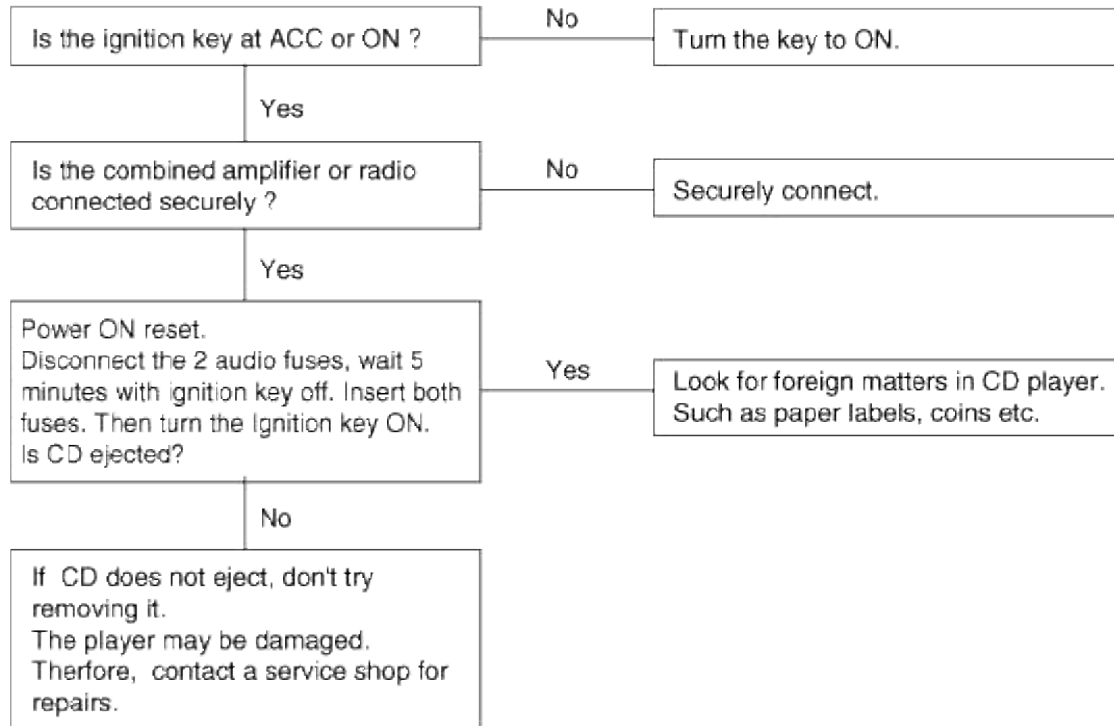 Is the ignition key at ACC or ON ?
No
Turn the key to ON.
Yes
Is the combined amplifier or radio
connected securely ?
No
Securely connect.
Yes
Power ON reset.
Disconnect the 2 audio fuses, wait 5
minutes with ignition key off. Insert both
fuses. Then turn the Ignition key ON.
Is CD ejected?
Yes
Look for foreign matters in CD player.
Such as paper labels, coins etc.
No
If CD does not eject, don't try
removing it.
The player may be damaged.
Therfore, contact a service shop for
repairs.